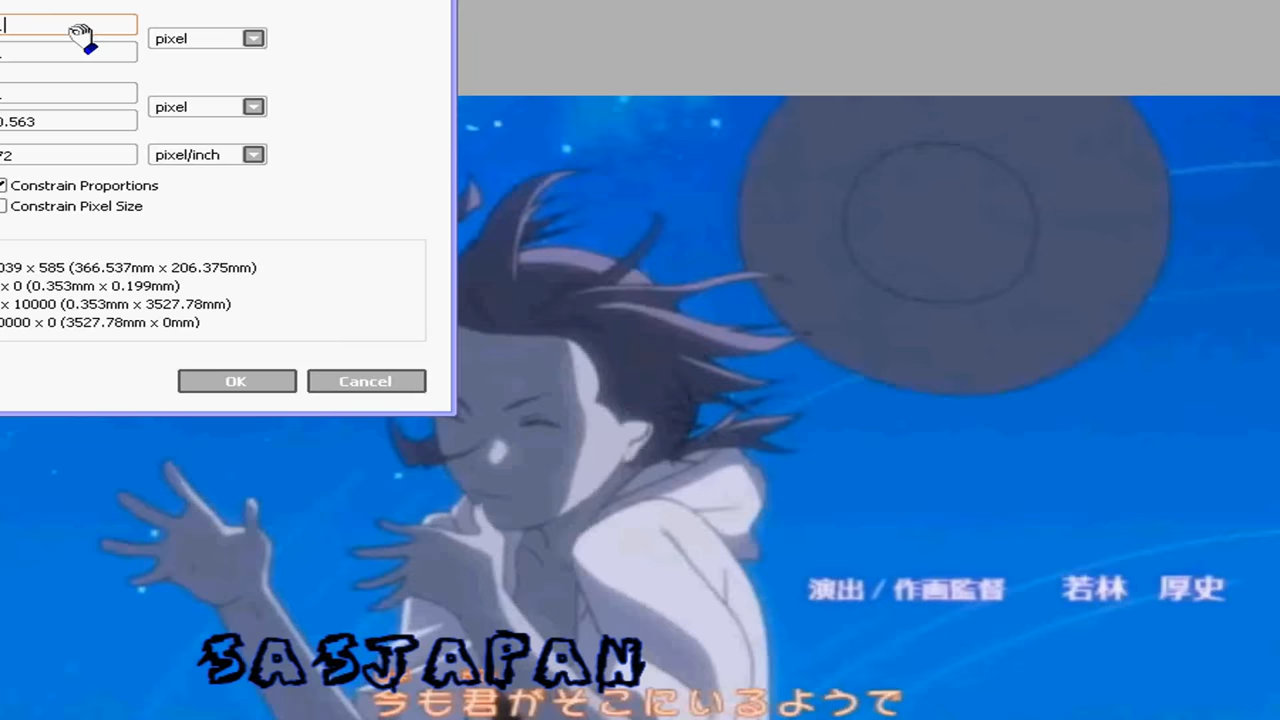 pixel
pixel
0.563
72
pixel/inch
Constrain Proportions
Constrain Pixel Size
039 x 585 (366.537mm x 206.375mm)
x 0 (0.353mm x 0.199mm)
x 10000 (0.353mm x 3527.78mm)
0000 x 0 (3527.78mm x 0mm)
OK Cancel
演出/作画監督 若林 厚史
SASJAPAN
今も君がそこにいるようで